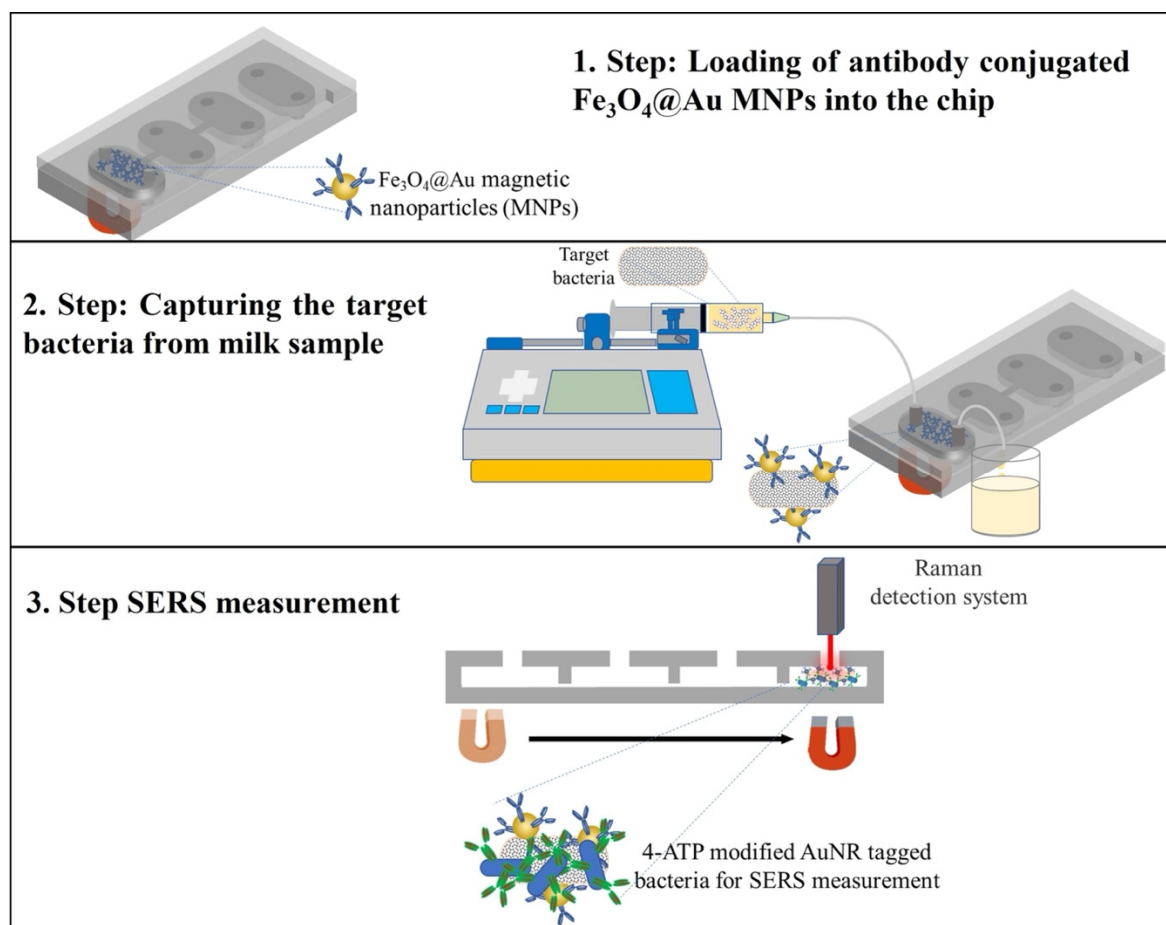 1. Step: Loading of antibody conjugated
Fe₃O₄@Au MNPs into the chip
Fe₃O₄@Au magnetic
nanoparticles (MNPs)
2. Step: Capturing the target
bacteria from milk sample
Target
bacteria
3. Step SERS measurement
Raman
detection system
4-ATP modified AuNR tagged
bacteria for SERS measurement